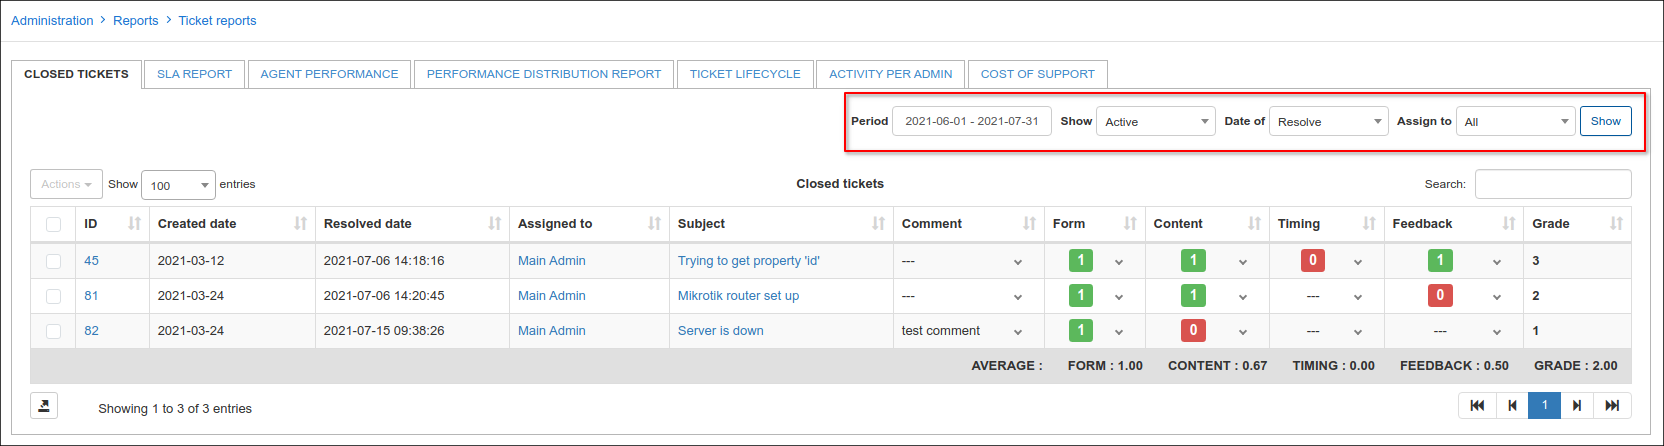 Administration > Reports > Ticket reports
CLOSED TICKETS SLA REPORT AGENT PERFORMANCE PERFORMANCE DISTRIBUTION REPORT TICKET LIFECYCLE ACTIVITY PER ADMIN COST OF SUPPORT
Period 2021-06-01 - 2021-07-31 Show Active Date of Resolve Assign to All Show
Actions Show 100 entries Closed tickets Search:
ID Created date Resolved date Assigned to Subject Comment Form Content Timing Feedback Grade
45 2021-03-12 2021-07-06 14:18:16 Main Admin Trying to get property 'id' --- 1 1 0 1 3
81 2021-03-24 2021-07-06 14:20:45 Main Admin Mikrotik router set up --- 1 1 --- 0 2
82 2021-03-24 2021-07-15 09:38:26 Main Admin Server is down test comment 1 0 --- --- 1
AVERAGE : FORM : 1.00 CONTENT : 0.67 TIMING : 0.00 FEEDBACK : 0.50 GRADE : 2.00
Showing 1 to 3 of 3 entries 1